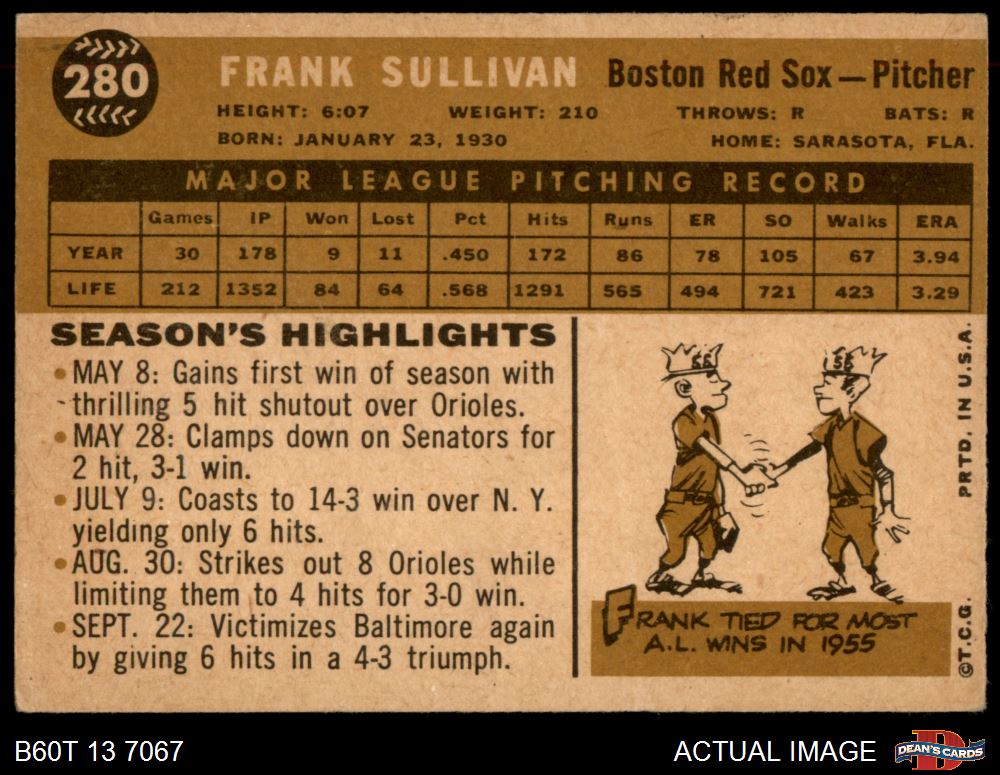 280
FRANK SULLIVAN Boston Red Sox — Pitcher
HEIGHT: 6:07 WEIGHT: 210 THROWS: R BATS: R
BORN: JANUARY 23, 1930 HOME: SARASOTA, FLA.
MAJOR LEAGUE PITCHING RECORD
Games IP Won Lost Pct Hits Runs ER SO Walks ERA
YEAR 30 178 9 11 .450 172 86 78 105 67 3.94
LIFE 212 1352 84 64 .568 1291 565 494 721 423 3.29
SEASON'S HIGHLIGHTS
• MAY 8: Gains first win of season with
thrilling 5 hit shutout over Orioles.
• MAY 28: Clamps down on Senators for
2 hit, 3-1 win.
• JULY 9: Coasts to 14-3 win over N. Y.
yielding only 6 hits.
• AUG. 30: Strikes out 8 Orioles while
limiting them to 4 hits for 3-0 win.
• SEPT. 22: Victimizes Baltimore again
by giving 6 hits in a 4-3 triumph.
55
55
FRANK TIED FOR MOST
A.L. WINS IN 1955
©T.C.G. PRTD. IN U.S.A.
B60T 13 7067
ACTUAL IMAGE
DEAN'S CARDS